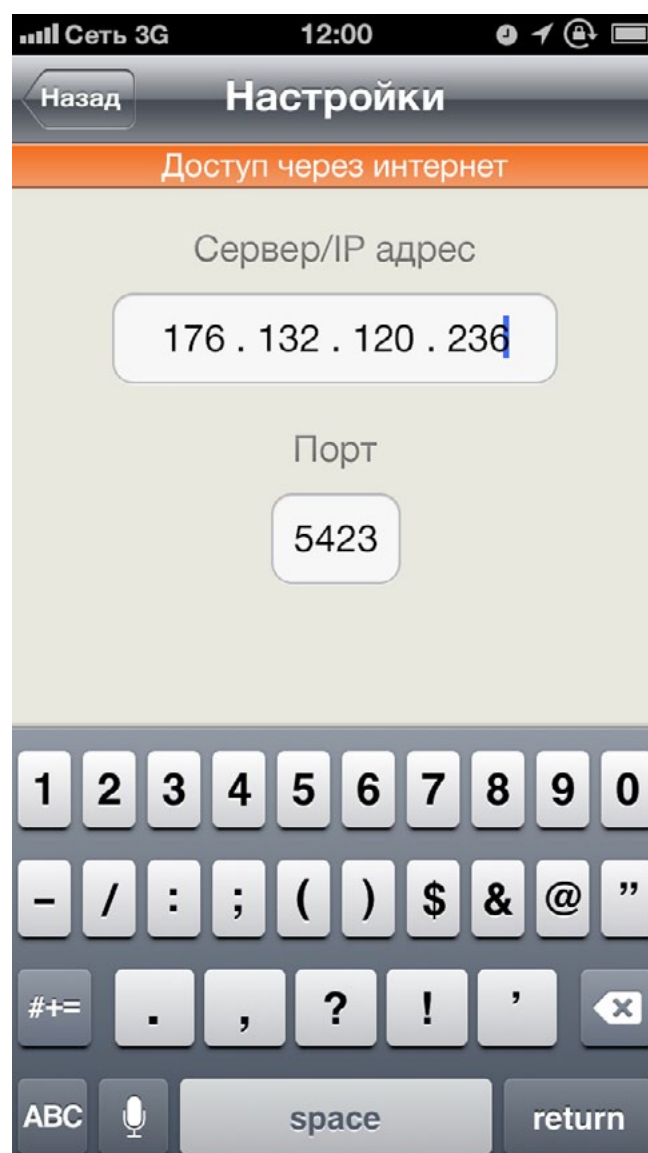 Сеть 3G 12:00
Назад Настройки
Доступ через интернет
Сервер/IP адрес
176 . 132 . 120 . 236
Порт
5423
1 2 3 4 5 6 7 8 9 0
- / : ; ( ) $ & @ "
#+= . , ? ! '
ABC space return